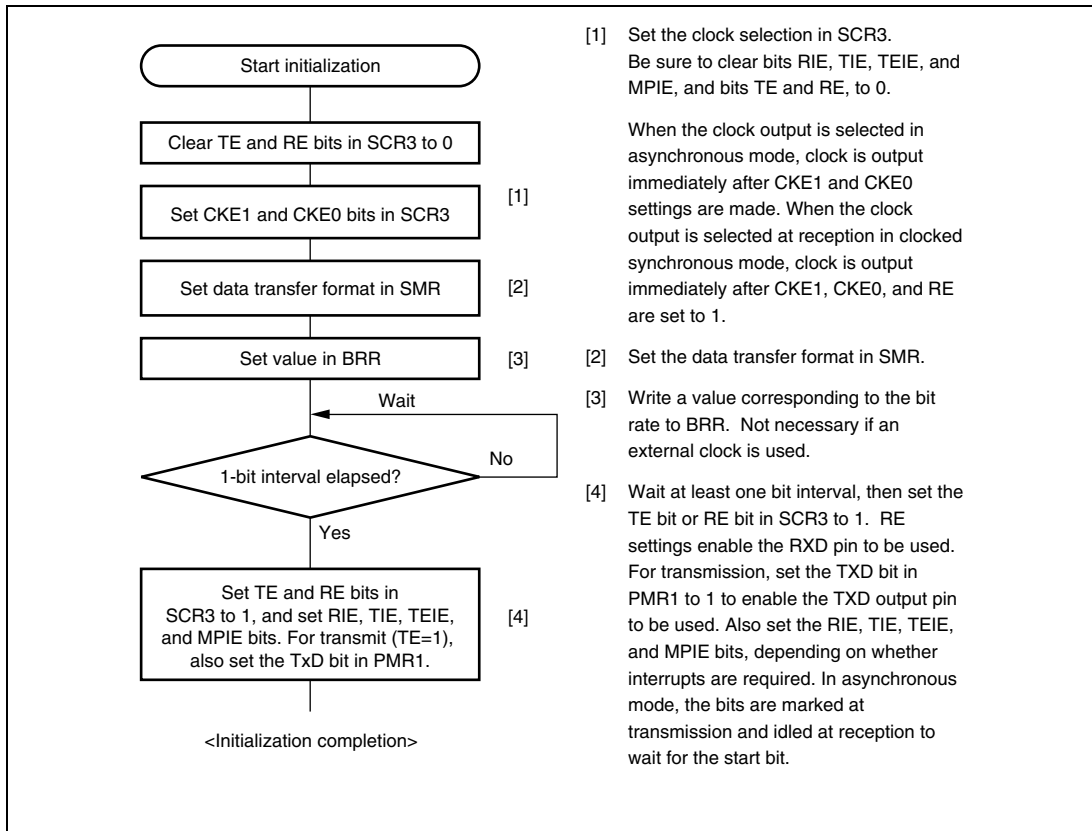 Start initialization
Clear TE and RE bits in SCR3 to 0
Set CKE1 and CKE0 bits in SCR3
[1]
Set data transfer format in SMR
[2]
Set value in BRR
[3]
Wait
1-bit interval elapsed?
No
Yes
Set TE and RE bits in
SCR3 to 1, and set RIE, TIE, TEIE,
and MPIE bits. For transmit (TE=1),
also set the TxD bit in PMR1.
[4]
<Initialization completion>
[1] Set the clock selection in SCR3.
Be sure to clear bits RIE, TIE, TEIE, and
MPIE, and bits TE and RE, to 0.
When the clock output is selected in
asynchronous mode, clock is output
immediately after CKE1 and CKE0
settings are made. When the clock
output is selected at reception in clocked
synchronous mode, clock is output
immediately after CKE1, CKE0, and RE
are set to 1.
[2] Set the data transfer format in SMR.
[3] Write a value corresponding to the bit
rate to BRR. Not necessary if an
external clock is used.
[4] Wait at least one bit interval, then set the
TE bit or RE bit in SCR3 to 1. RE
settings enable the RXD pin to be used.
For transmission, set the TXD bit in
PMR1 to 1 to enable the TXD output pin
to be used. Also set the RIE, TIE, TEIE,
and MPIE bits, depending on whether
interrupts are required. In asynchronous
mode, the bits are marked at
transmission and idled at reception to
wait for the start bit.